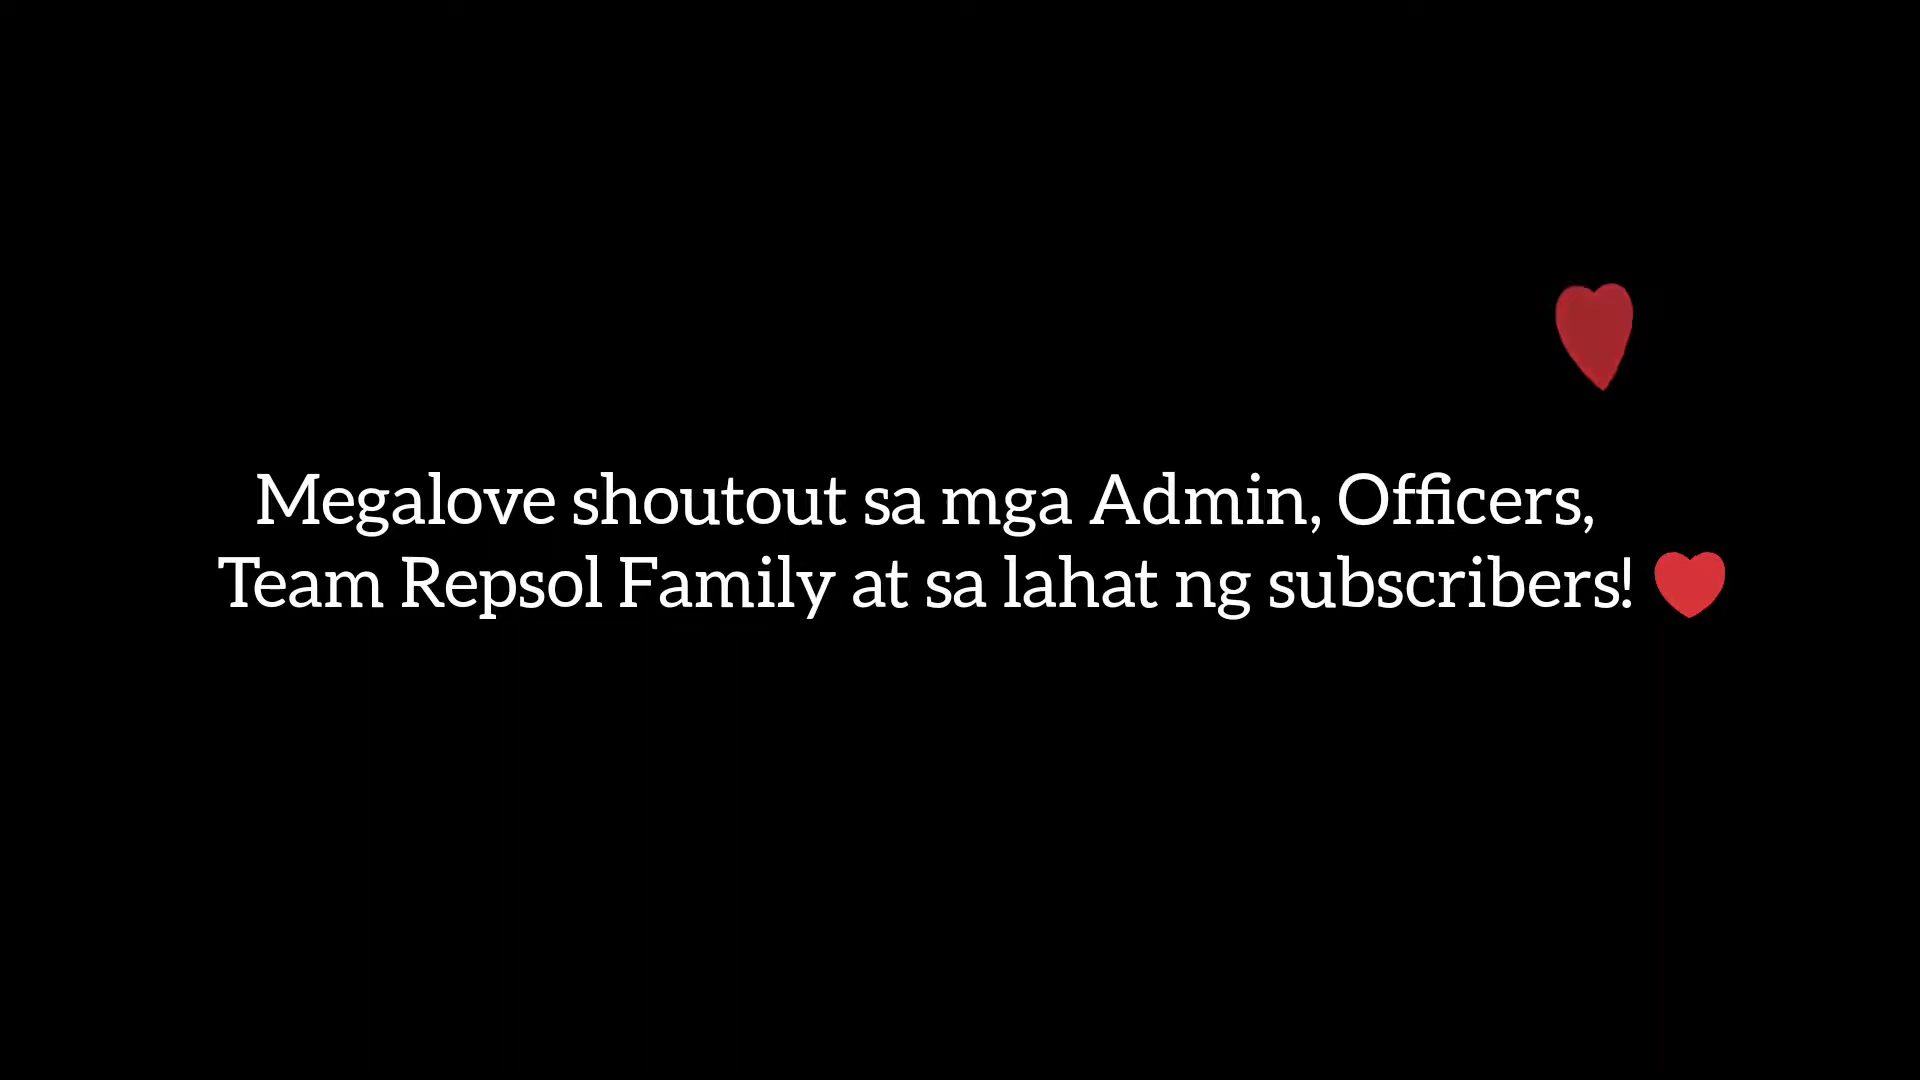 Megalove shoutout sa mga Admin, Officers,
Team Repsol Family at sa lahat ng subscribers! ❤